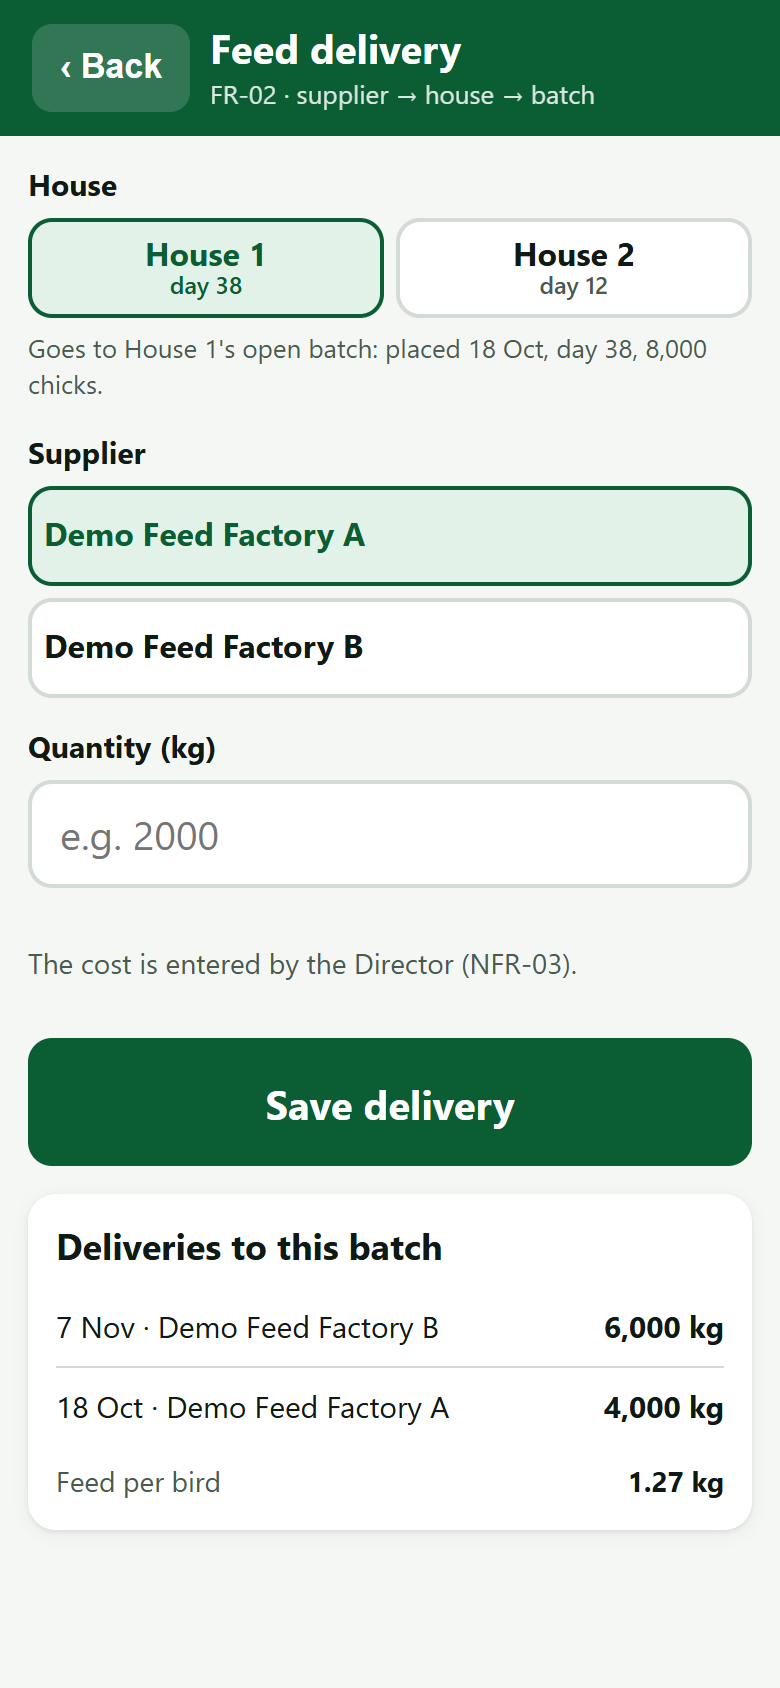 ‹ Back
Feed delivery
FR-02 · supplier → house → batch
House
House 1
day 38
House 2
day 12
Goes to House 1's open batch: placed 18 Oct, day 38, 8,000
chicks.
Supplier
Demo Feed Factory A
Demo Feed Factory B
Quantity (kg)
e.g. 2000
The cost is entered by the Director (NFR-03).
Save delivery
Deliveries to this batch
7 Nov · Demo Feed Factory B 6,000 kg
18 Oct · Demo Feed Factory A 4,000 kg
Feed per bird 1.27 kg